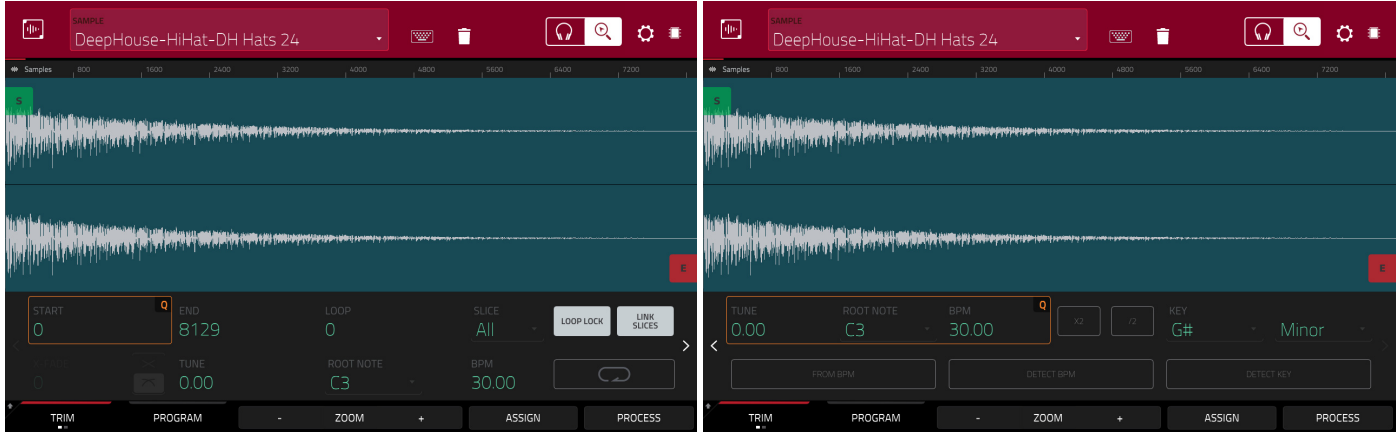 SAMPLE
DeepHouse-HiHat-DH Hats 24
Samples 800 1600 2400 3200 4000 4800 5600 6400 7200
S
E
START Q END LOOP SLICE
0 8129 0 All LOOP LOCK LINK SLICES
X-FADE TUNE ROOT NOTE BPM
0 0.00 C3 30.00
TRIM PROGRAM - ZOOM + ASSIGN PROCESS
SAMPLE
DeepHouse-HiHat-DH Hats 24
Samples 800 1600 2400 3200 4000 4800 5600 6400 7200
S
E
TUNE ROOT NOTE BPM Q KEY
0.00 C3 30.00 X2 /2 G# Minor
FROM BPM DETECT BPM DETECT KEY
TRIM PROGRAM - ZOOM + ASSIGN PROCESS